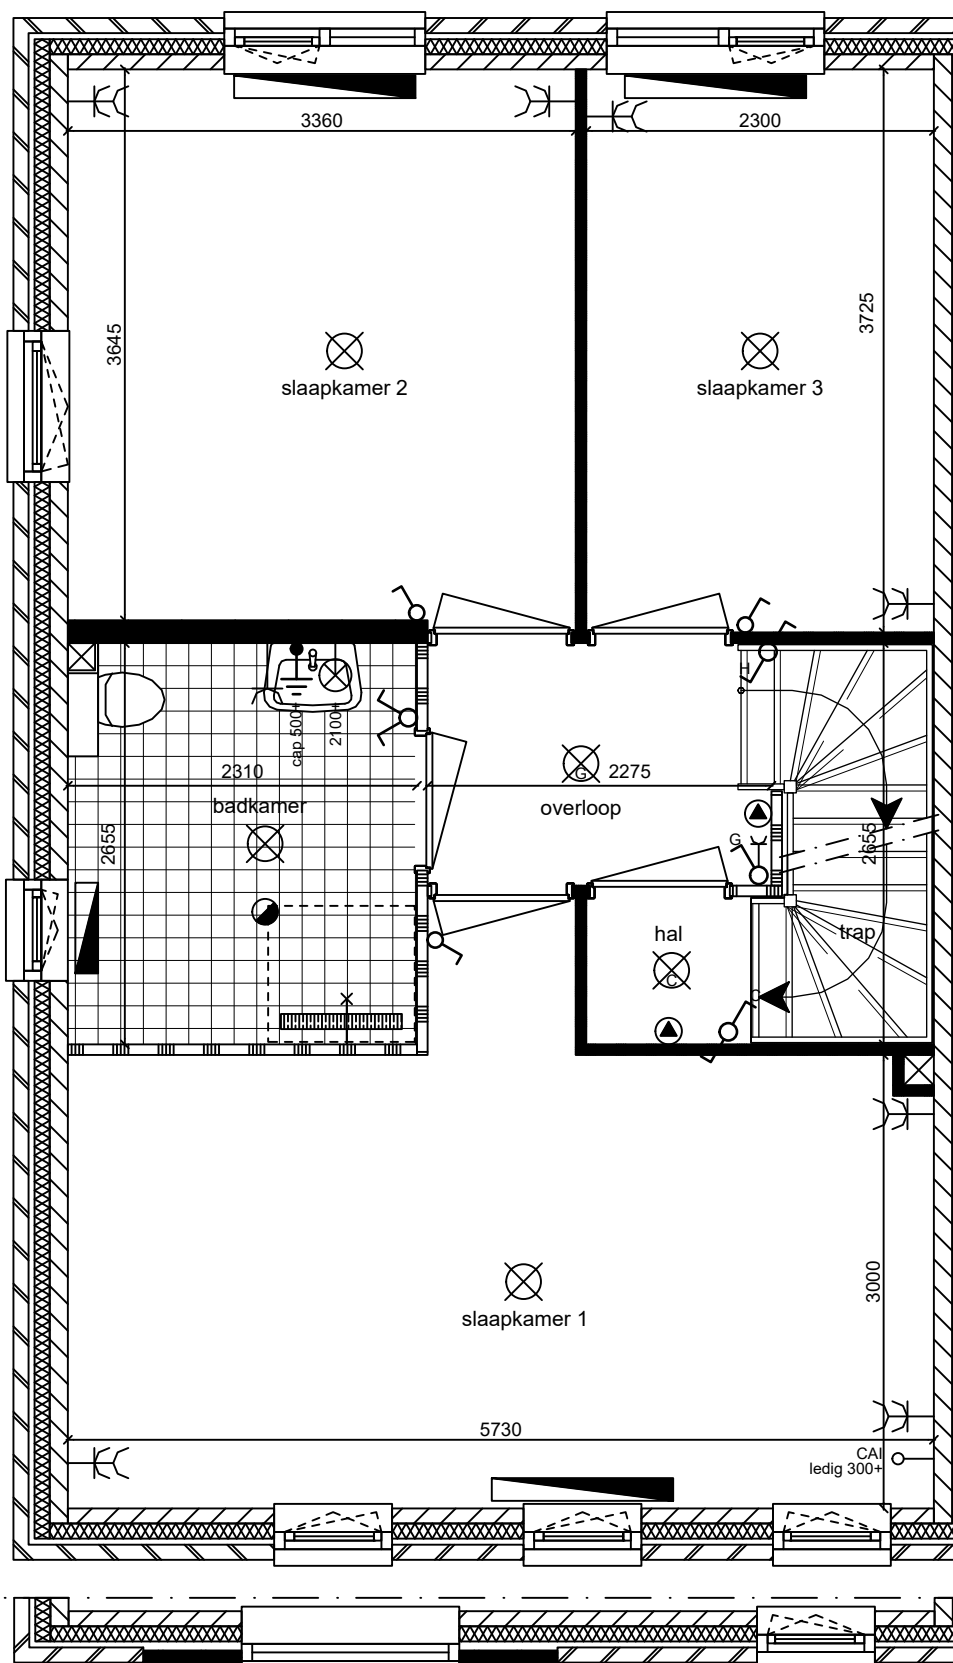 3360
2300
3645
3725
slaapkamer 2
slaapkamer 3
H
cap 500+
2100+
2310
G
2275
badkamer
overloop
2655
G
2655
hal
trap
C
slaapkamer 1
3000
5730
CAI
ledig 300+